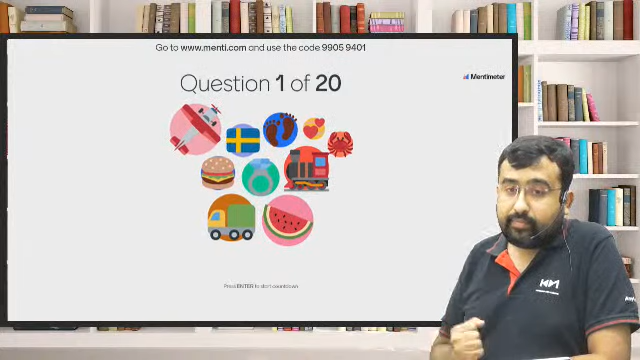 Go to www.menti.com and use the code 9905 9401
Question 1 of 20
Mentimeter
Press ENTER to start countdown